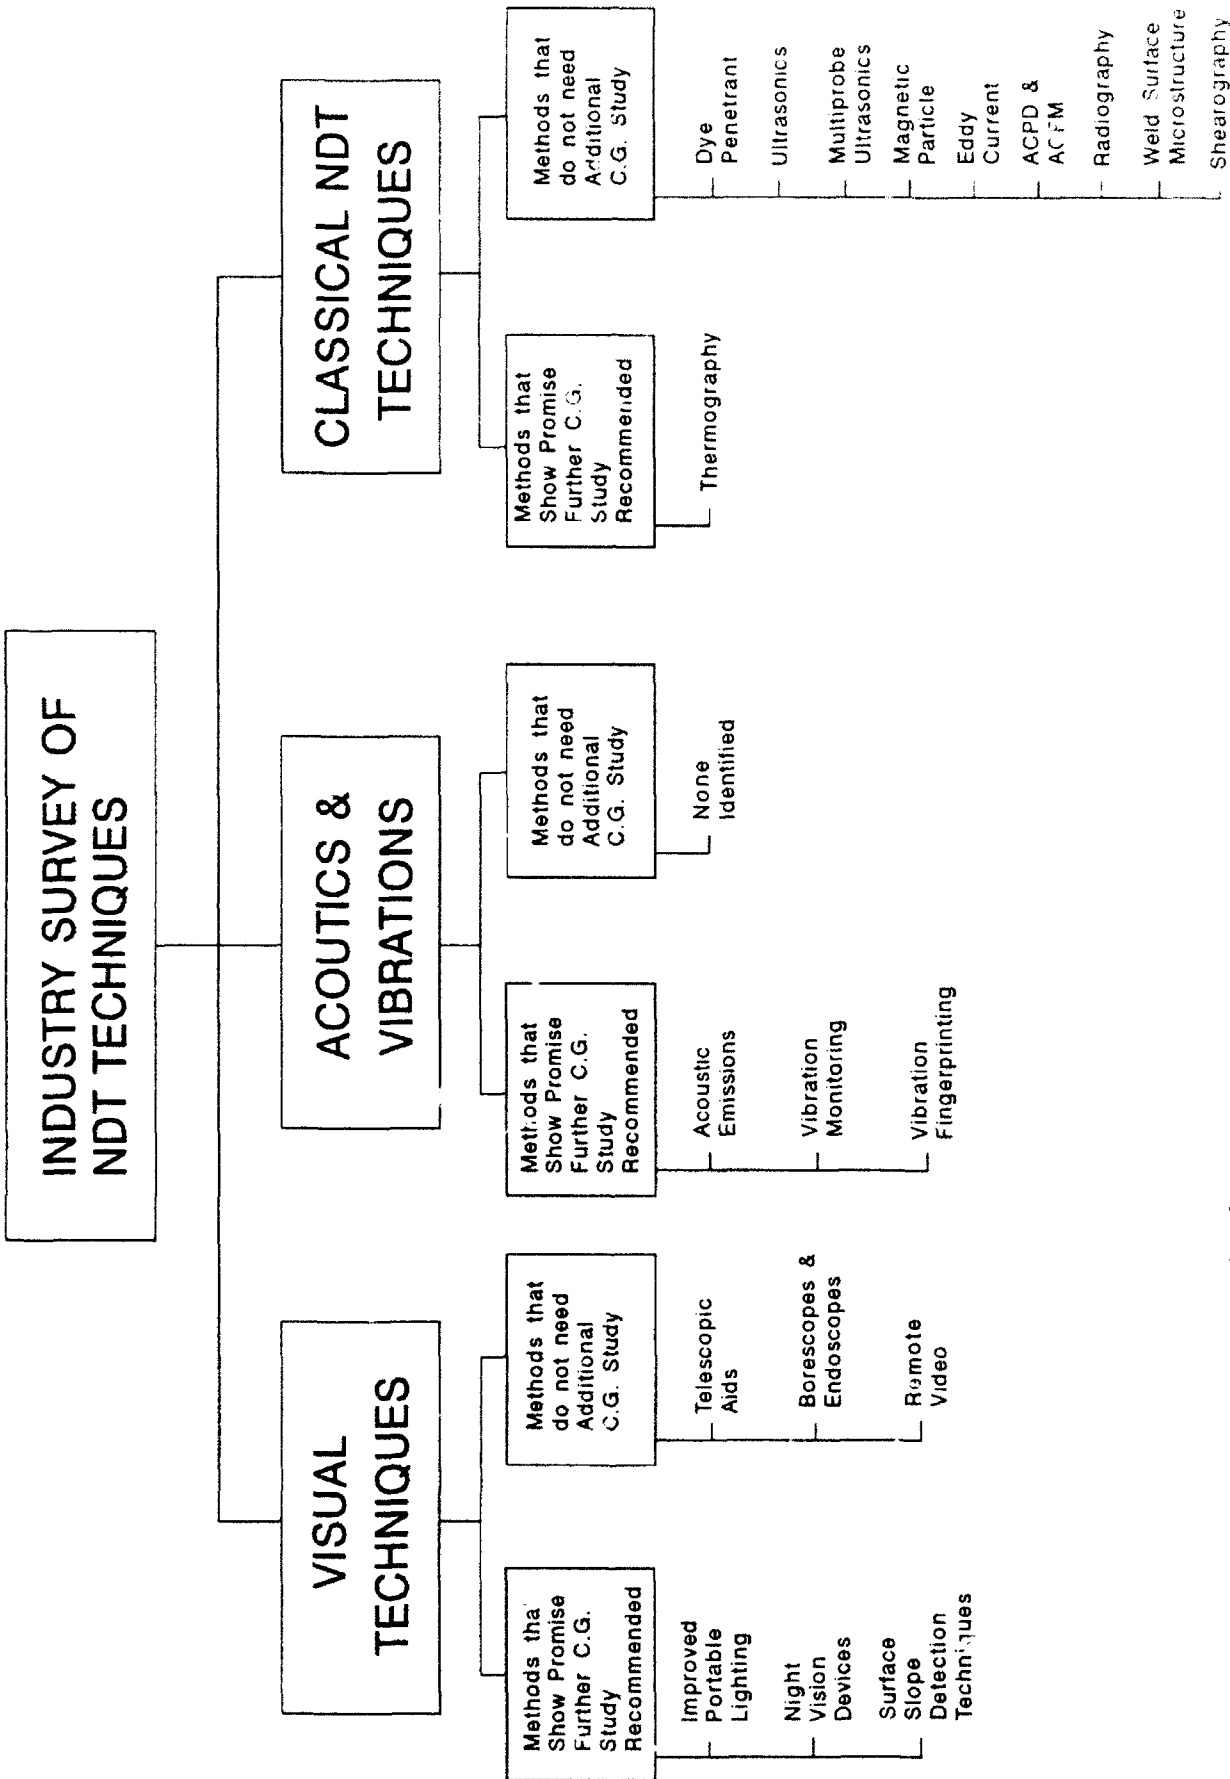 INDUSTRY SURVEY OF
NDT TECHNIQUES
VISUAL
TECHNIQUES
Methods tha
Show Promise
Further C.G.
Study
Recommended
Improved
Portable
Lighting
Night
Vision
Devices
Surface
Slope
Detection
Techniques
Methods that
do not need
Additional
C.G. Study
Telescopic
Aids
Borescopes &
Endoscopes
Remote
Video
ACOUTICS &
VIBRATIONS
Methods that
Show Promise
Further C.G.
Study
Recommended
Acoustic
Emissions
Vibration
Monitoring
Vibration
Fingerprinting
Methods that
do not need
Additional
C.G. Study
None
Identified
CLASSICAL NDT
TECHNIQUES
Methods that
Show Promise
Further C.G.
Study
Recommended
Thermography
Methods that
do not need
Additional
C.G. Study
Dye
Penetrant
Ultrasonics
Multiprobe
Ultrasonics
Magnetic
Particle
Eddy
Current
ACPD &
ACFM
Radiography
Weld Surface
Microstructure
Shearography